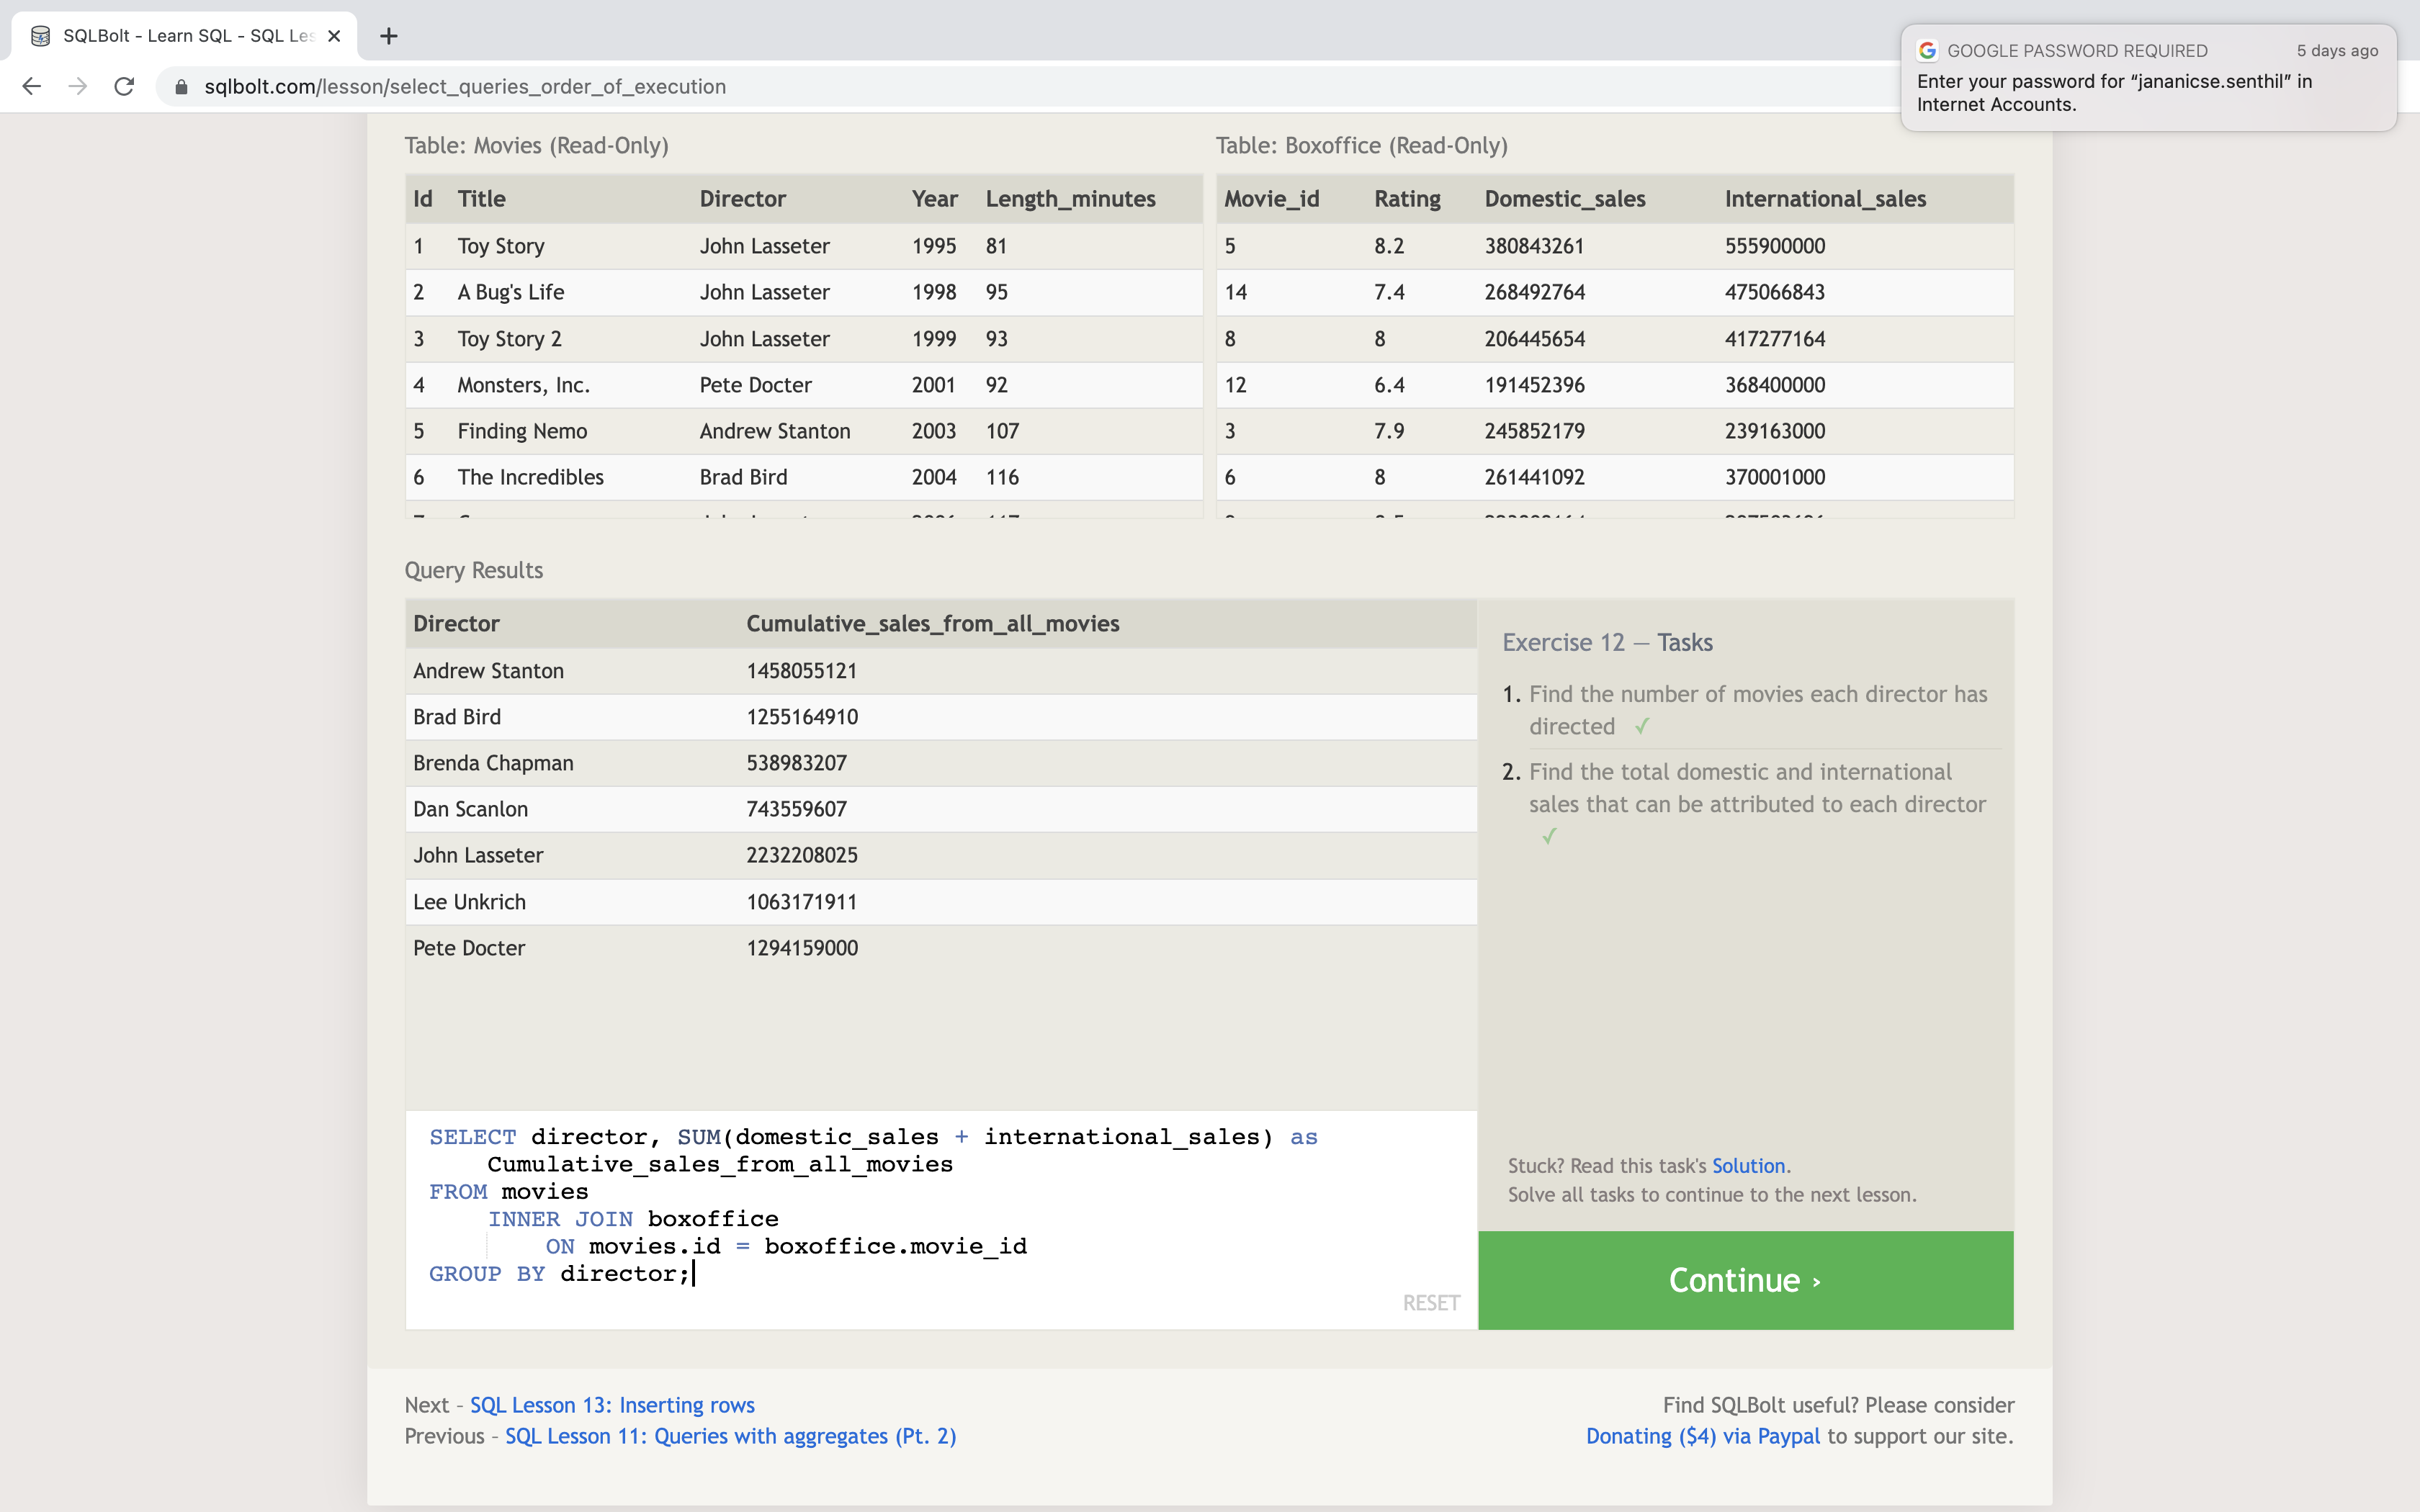 SQLBolt - Learn SQL - SQL Les
sqlbolt.com/lesson/select_queries_order_of_execution
GOOGLE PASSWORD REQUIRED 5 days ago
Enter your password for “jananicse.senthil” in
Internet Accounts.
Table: Movies (Read-Only)
Id Title Director Year Length_minutes
1 Toy Story John Lasseter 1995 81
2 A Bug's Life John Lasseter 1998 95
3 Toy Story 2 John Lasseter 1999 93
4 Monsters, Inc. Pete Docter 2001 92
5 Finding Nemo Andrew Stanton 2003 107
6 The Incredibles Brad Bird 2004 116
Table: Boxoffice (Read-Only)
Movie_id Rating Domestic_sales International_sales
5 8.2 380843261 555900000
14 7.4 268492764 475066843
8 8 206445654 417277164
12 6.4 191452396 368400000
3 7.9 245852179 239163000
6 8 261441092 370001000
Query Results
Director Cumulative_sales_from_all_movies
Andrew Stanton 1458055121
Brad Bird 1255164910
Brenda Chapman 538983207
Dan Scanlon 743559607
John Lasseter 2232208025
Lee Unkrich 1063171911
Pete Docter 1294159000
SELECT director, SUM(domestic_sales + international_sales) as
Cumulative_sales_from_all_movies
FROM movies
INNER JOIN boxoffice
ON movies.id = boxoffice.movie_id
GROUP BY director;
RESET
Exercise 12 — Tasks
1. Find the number of movies each director has
directed ✓
2. Find the total domestic and international
sales that can be attributed to each director
✓
Stuck? Read this task's Solution.
Solve all tasks to continue to the next lesson.
Continue ›
Next - SQL Lesson 13: Inserting rows
Previous - SQL Lesson 11: Queries with aggregates (Pt. 2)
Find SQLBolt useful? Please consider
Donating ($4) via Paypal to support our site.